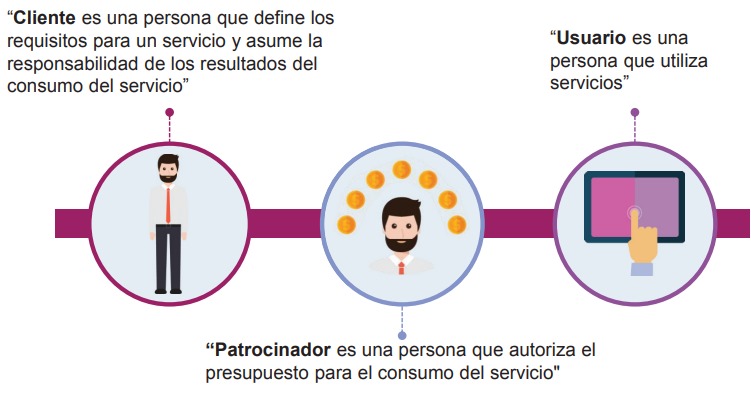 “Cliente es una persona que define los
requisitos para un servicio y asume la
responsabilidad de los resultados del
consumo del servicio”
“Usuario es una
persona que utiliza
servicios”
“Patrocinador es una persona que autoriza el
presupuesto para el consumo del servicio"